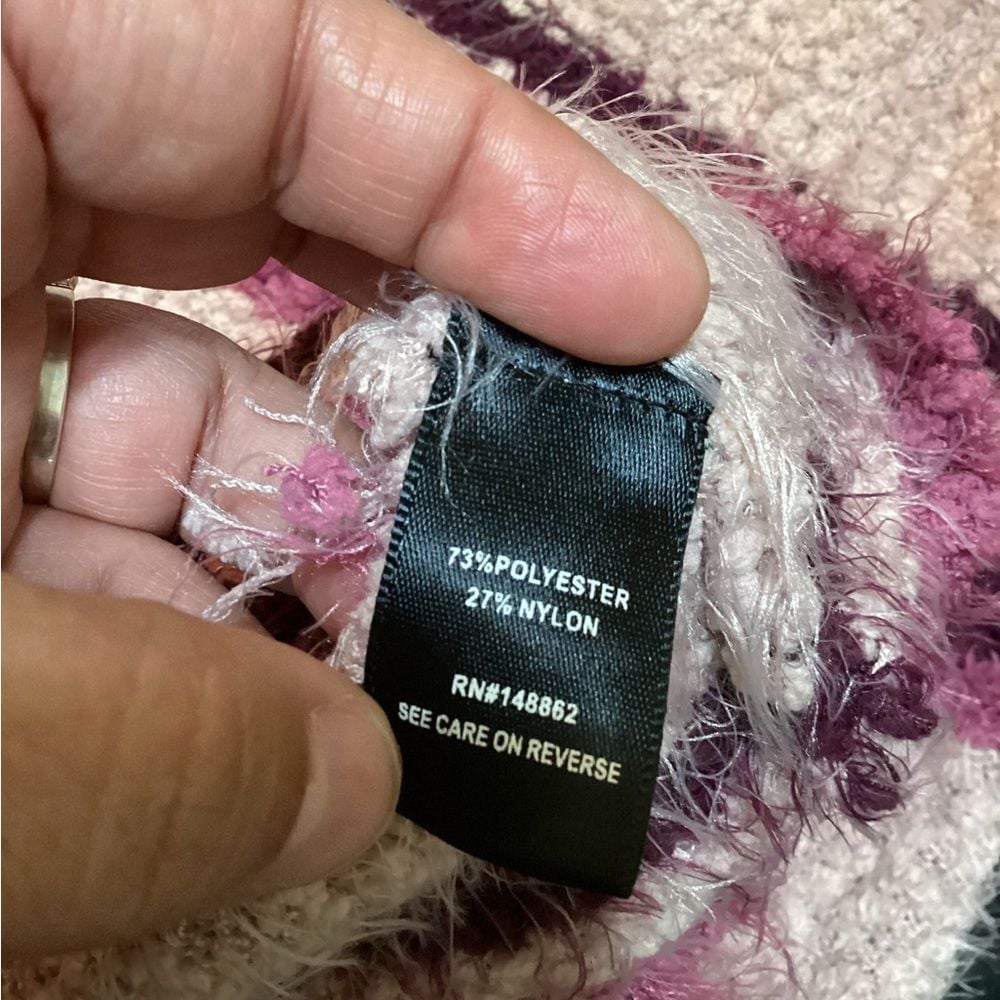 73%POLYESTER
27% NYLON
RN#148862
SEE CARE ON REVERSE